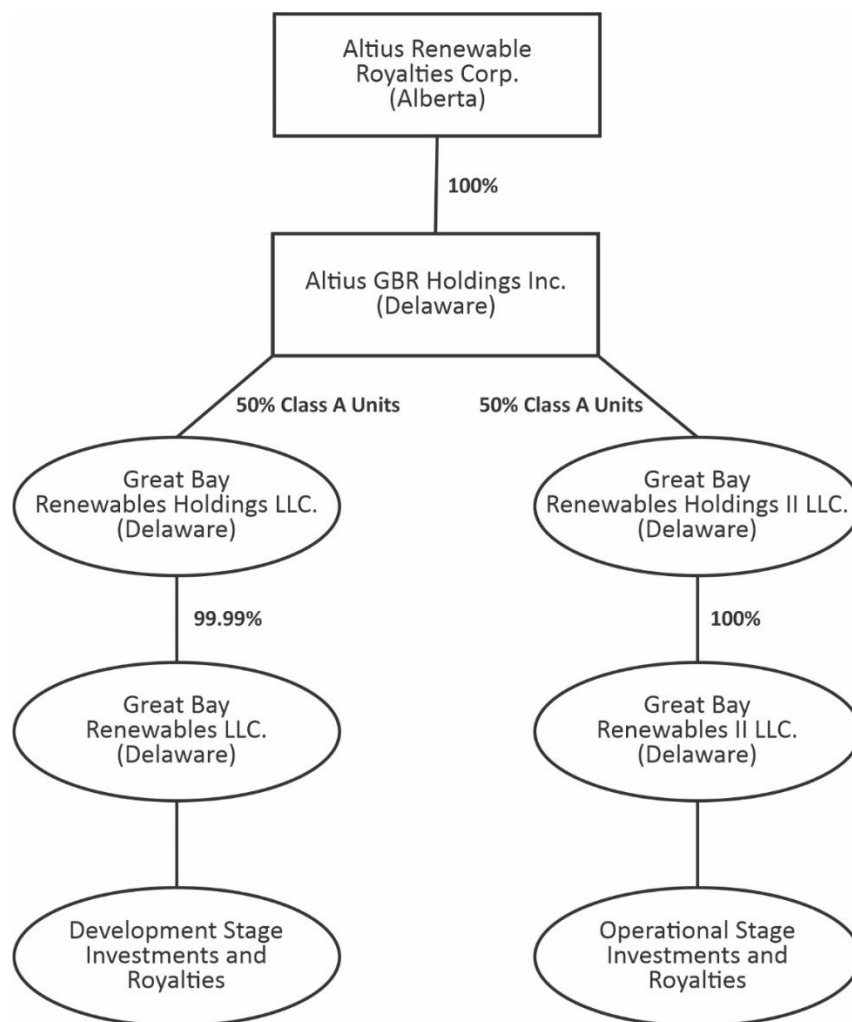 Altius Renewable
Royalties Corp.
(Alberta)
100%
Altius GBR Holdings Inc.
(Delaware)
50% Class A Units
50% Class A Units
Great Bay
Renewables Holdings LLC.
(Delaware)
Great Bay
Renewables Holdings II LLC.
(Delaware)
99.99%
100%
Great Bay
Renewables LLC.
(Delaware)
Great Bay
Renewables II LLC.
(Delaware)
Development Stage
Investments and
Royalties
Operational Stage
Investments and
Royalties